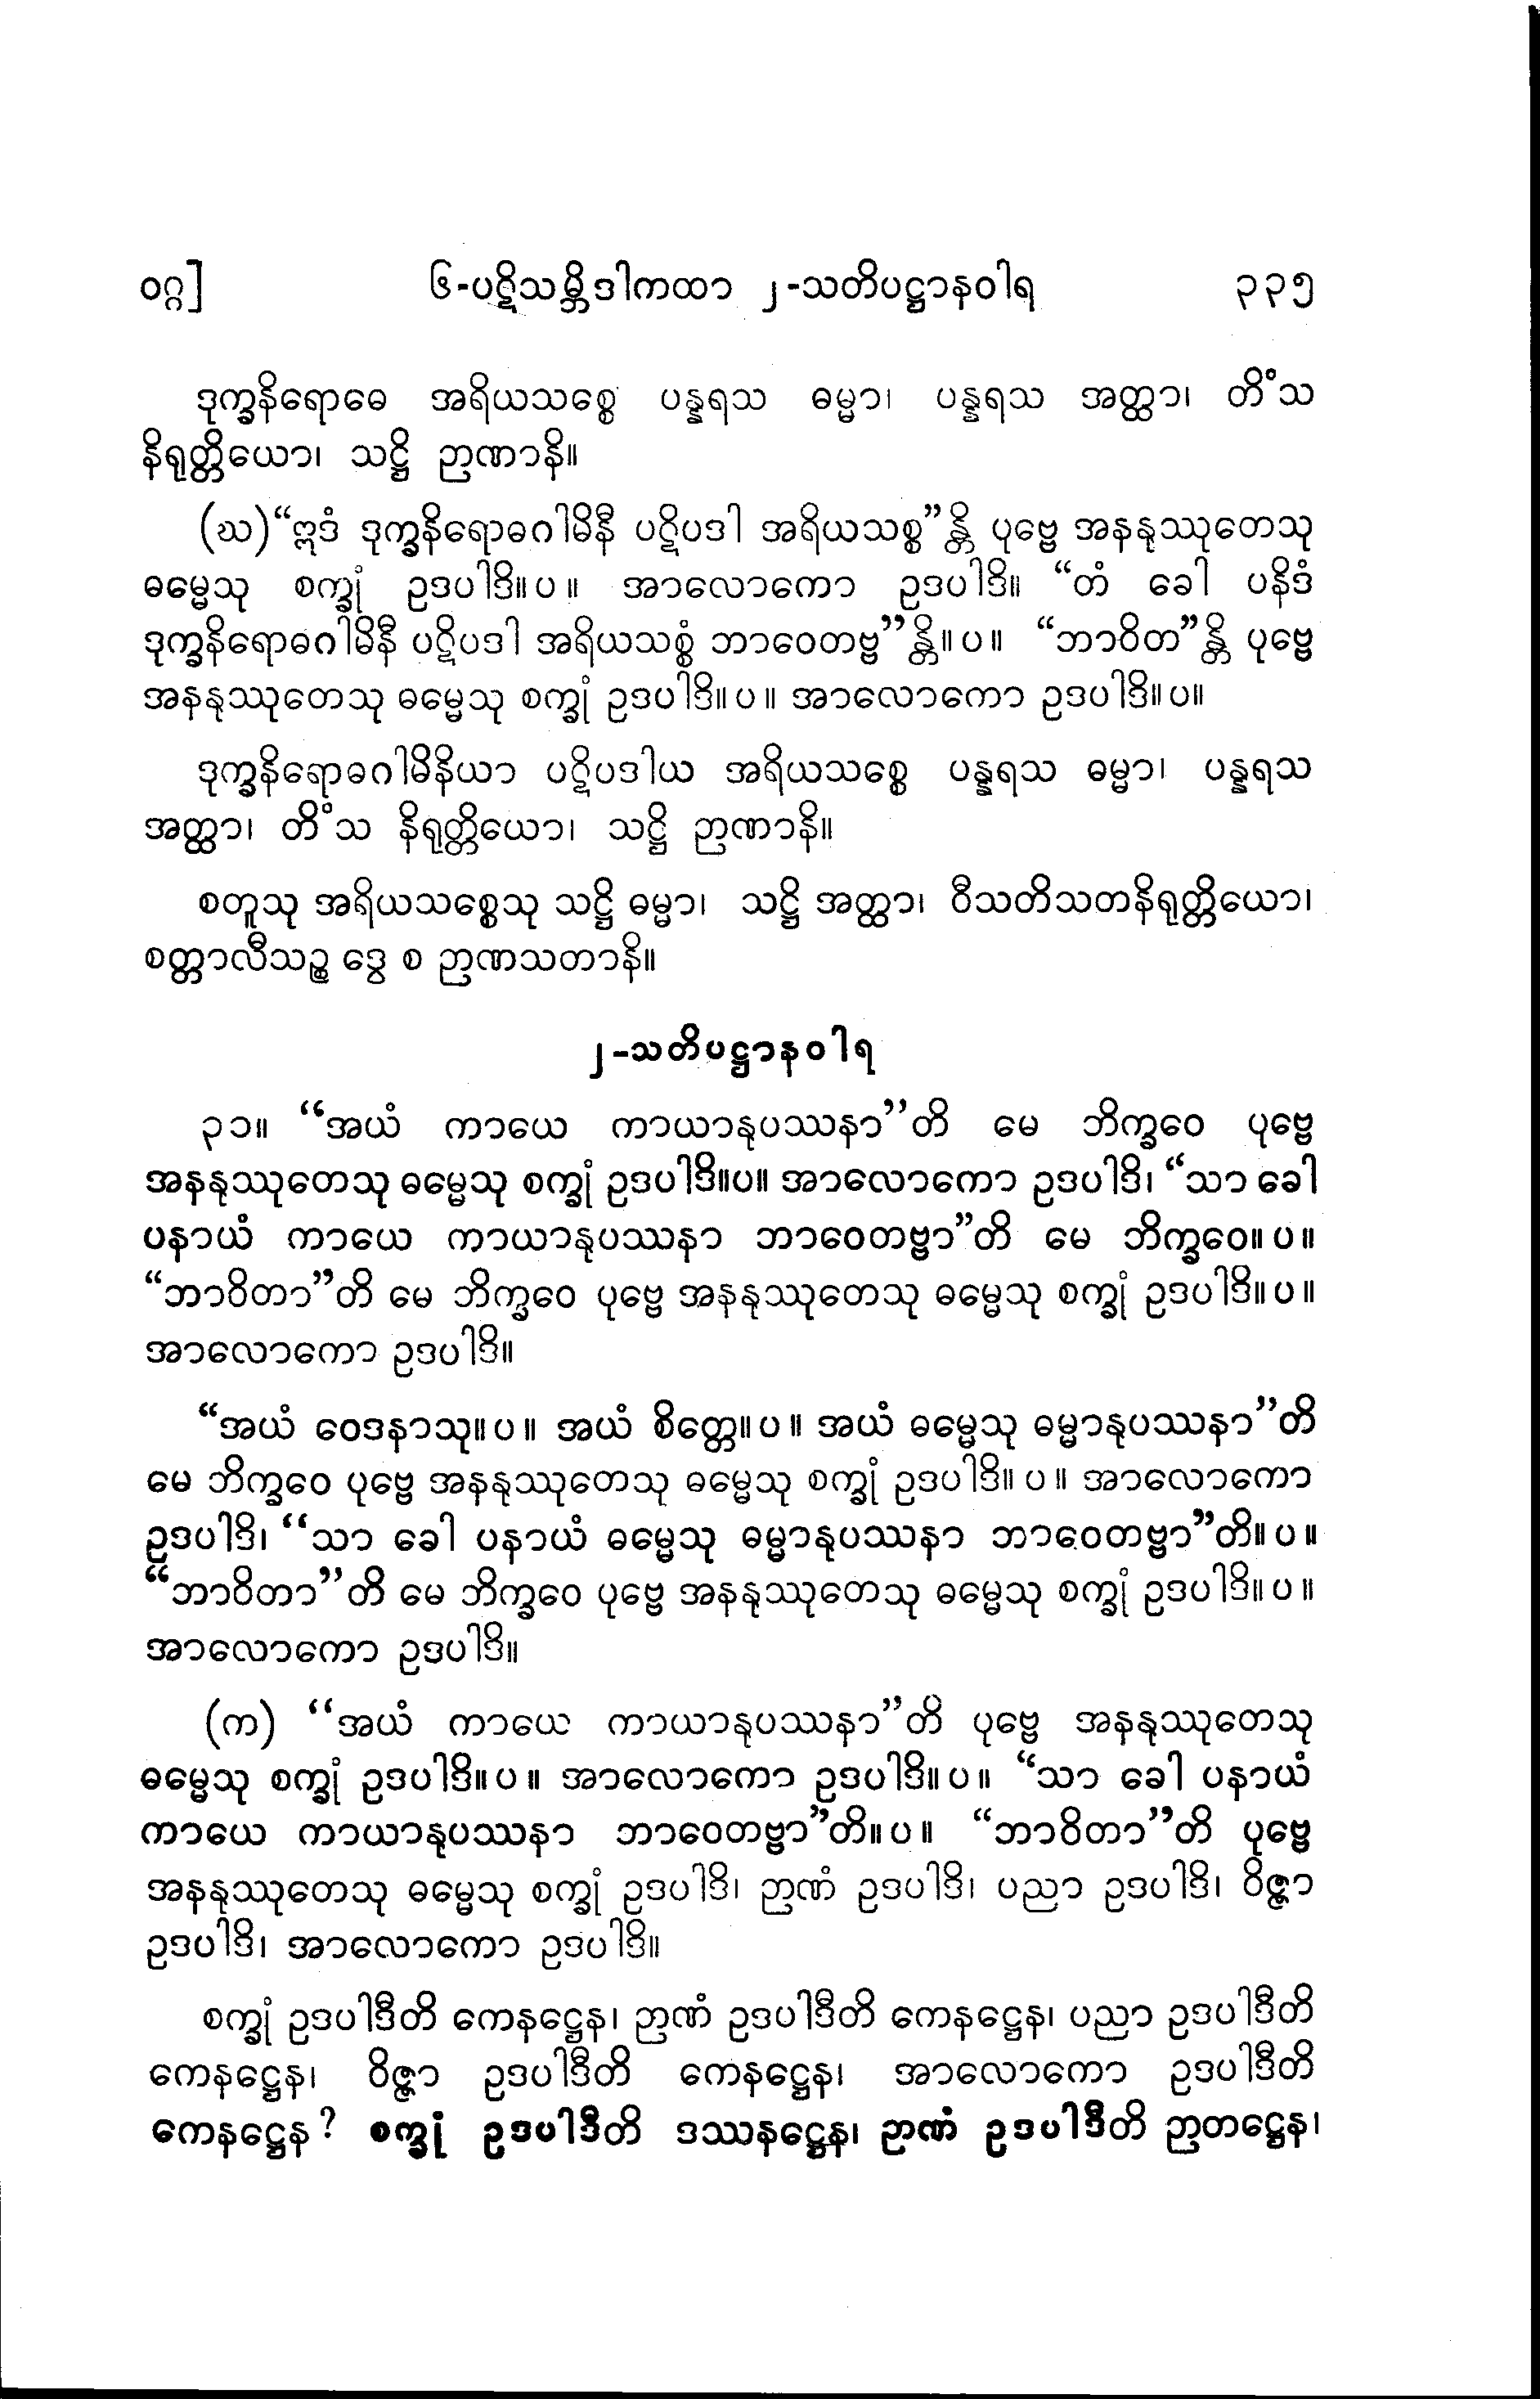 ဝဂ္ဂ] ၆-ပဋိသမ္ဘိဒါကထာ ၂-သတိပဋ္ဌာနဝါရ ၃၃၅
ဒုက္ခနိရောဓေ အရိယသစ္စေ ပန္နရသ ဓမ္မာ၊ ပန္နရသ အတ္ထာ၊ တိံသ
နိရုတ္တိယော၊ သဋ္ဌိ ဉာဏာနိ။
(ဃ) “ဣဒံ ဒုက္ခနိရောဓဂါမိနီ ပဋိပဒါ အရိယသစ္စ”န္တိ ပုဗ္ဗေ အနနုဿုတေသု
ဓမ္မေသု စက္ခုံ ဥဒပါဒိ။ပ။ အာလောကော ဥဒပါဒိ။ “တံ ခေါ ပနိဒံ
ဒုက္ခနိရောဓဂါမိနီ ပဋိပဒါ အရိယသစ္စံ ဘာဝေတဗ္ဗ”န္တိ။ပ။ “ဘာဝိတ”န္တိ ပုဗ္ဗေ
အနနုဿုတေသု ဓမ္မေသု စက္ခုံ ဥဒပါဒိ။ပ။ အာလောကော ဥဒပါဒိ။ပ။
ဒုက္ခနိရောဓဂါမိနိယာ ပဋိပဒါယ အရိယသစ္စေ ပန္နရသ ဓမ္မာ၊ ပန္နရသ
အတ္ထာ၊ တိံသ နိရုတ္တိယော၊ သဋ္ဌိ ဉာဏာနိ။
စတူသု အရိယသစ္စေသု သဋ္ဌိ ဓမ္မာ၊ သဋ္ဌိ အတ္ထာ၊ ဝီသတိသတနိရုတ္တိယော၊
စတ္တာလီသဉ္စ ဒွေ စ ဉာဏသတာနိ။
၂-သတိပဋ္ဌာနဝါရ
၃၁။ “အယံ ကာယေ ကာယာနုပဿနာ”တိ မေ ဘိက္ခဝေ ပုဗ္ဗေ
အနနုဿုတေသု ဓမ္မေသု စက္ခုံ ဥဒပါဒိ။ပ။ အာလောကော ဥဒပါဒိ၊ “သာ ခေါ
ပနာယံ ကာယေ ကာယာနုပဿနာ ဘာဝေတဗ္ဗာ”တိ မေ ဘိက္ခဝေ။ပ။
“ဘာဝိတာ”တိ မေ ဘိက္ခဝေ ပုဗ္ဗေ အနနုဿုတေသု ဓမ္မေသု စက္ခုံ ဥဒပါဒိ။ပ။
အာလောကော ဥဒပါဒိ။
“အယံ ဝေဒနာသု။ပ။ အယံ စိတ္တေ။ပ။ အယံ ဓမ္မေသု ဓမ္မာနုပဿနာ”တိ
မေ ဘိက္ခဝေ ပုဗ္ဗေ အနနုဿုတေသု ဓမ္မေသု စက္ခုံ ဥဒပါဒိ။ပ။ အာလောကော
ဥဒပါဒိ၊ “သာ ခေါ ပနာယံ ဓမ္မေသု ဓမ္မာနုပဿနာ ဘာဝေတဗ္ဗာ”တိ။ပ။
“ဘာဝိတာ”တိ မေ ဘိက္ခဝေ ပုဗ္ဗေ အနနုဿုတေသု ဓမ္မေသု စက္ခုံ ဥဒပါဒိ။ပ။
အာလောကော ဥဒပါဒိ။
(က) “အယံ ကာယေ ကာယာနုပဿနာ”တိ ပုဗ္ဗေ အနနုဿုတေသု
ဓမ္မေသု စက္ခုံ ဥဒပါဒိ။ပ။ အာလောကော ဥဒပါဒိ။ပ။ “သာ ခေါ ပနာယံ
ကာယေ ကာယာနုပဿနာ ဘာဝေတဗ္ဗာ”တိ။ပ။ “ဘာဝိတာ”တိ ပုဗ္ဗေ
အနနုဿုတေသု ဓမ္မေသု စက္ခုံ ဥဒပါဒိ၊ ဉာဏံ ဥဒပါဒိ၊ ပညာ ဥဒပါဒိ၊ ဝိဇ္ဇာ
ဥဒပါဒိ၊ အာလောကော ဥဒပါဒိ။
စက္ခုံ ဥဒပါဒီတိ ကေနဋ္ဌေန၊ ဉာဏံ ဥဒပါဒီတိ ကေနဋ္ဌေန၊ ပညာ ဥဒပါဒီတိ
ကေနဋ္ဌေန၊ ဝိဇ္ဇာ ဥဒပါဒီတိ ကေနဋ္ဌေန၊ အာလောကော ဥဒပါဒီတိ
ကေနဋ္ဌေန? စက္ခုံ ဥဒပါဒီတိ ဒဿနဋ္ဌေန၊ ဉာဏံ ဥဒပါဒီတိ ဉာတဋ္ဌေန၊